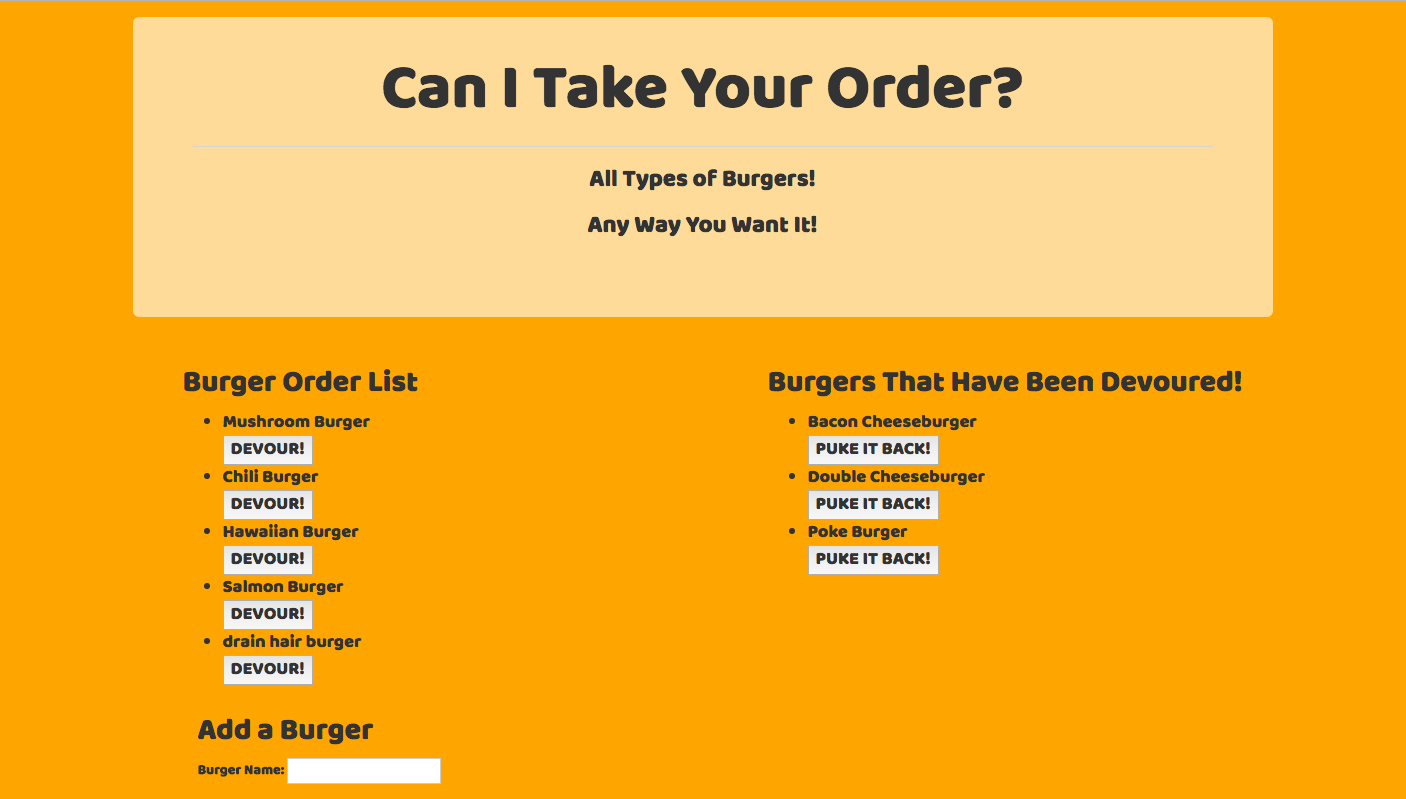 Can I Take Your Order?
All Types of Burgers!
Any Way You Want It!
Burger Order List
Mushroom Burger
DEVOUR!
Chili Burger
DEVOUR!
Hawaiian Burger
DEVOUR!
Salmon Burger
DEVOUR!
drain hair burger
DEVOUR!
Burgers That Have Been Devoured!
Bacon Cheeseburger
PUKE IT BACK!
Double Cheeseburger
PUKE IT BACK!
Poke Burger
PUKE IT BACK!
Add a Burger
Burger Name: